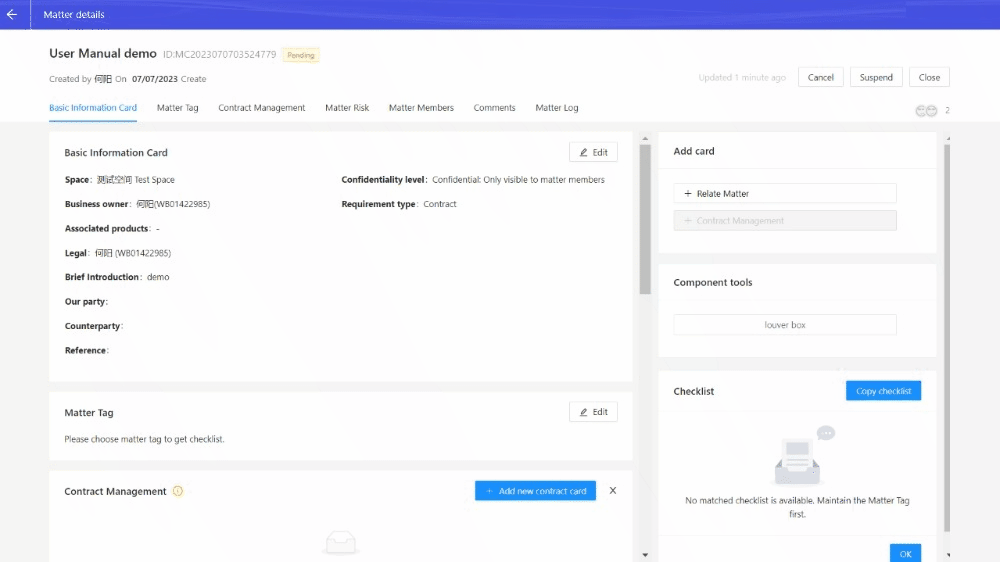 Matter details
User Manual demo ID:MC2023070703524779 Pending
Created by 何阳 On 07/07/2023 Create
Updated 1 minute ago Cancel Suspend Close
Basic Information Card Matter Tag Contract Management Matter Risk Matter Members Comments Matter Log
2
Basic Information Card
Edit
Space: 测试空间 Test Space
Confidentiality level: Confidential: Only visible to matter members
Business owner: 何阳(WB01422985)
Requirement type: Contract
Associated products: -
Legal: 何阳 (WB01422985)
Brief Introduction: demo
Our party:
Counterparty:
Reference:
Matter Tag
Edit
Please choose matter tag to get checklist.
Contract Management
+ Add new contract card X
Add card
+ Relate Matter
+ Contract Management
Component tools
louver box
Checklist
Copy checklist
No matched checklist is available. Maintain the Matter Tag
first.
OK